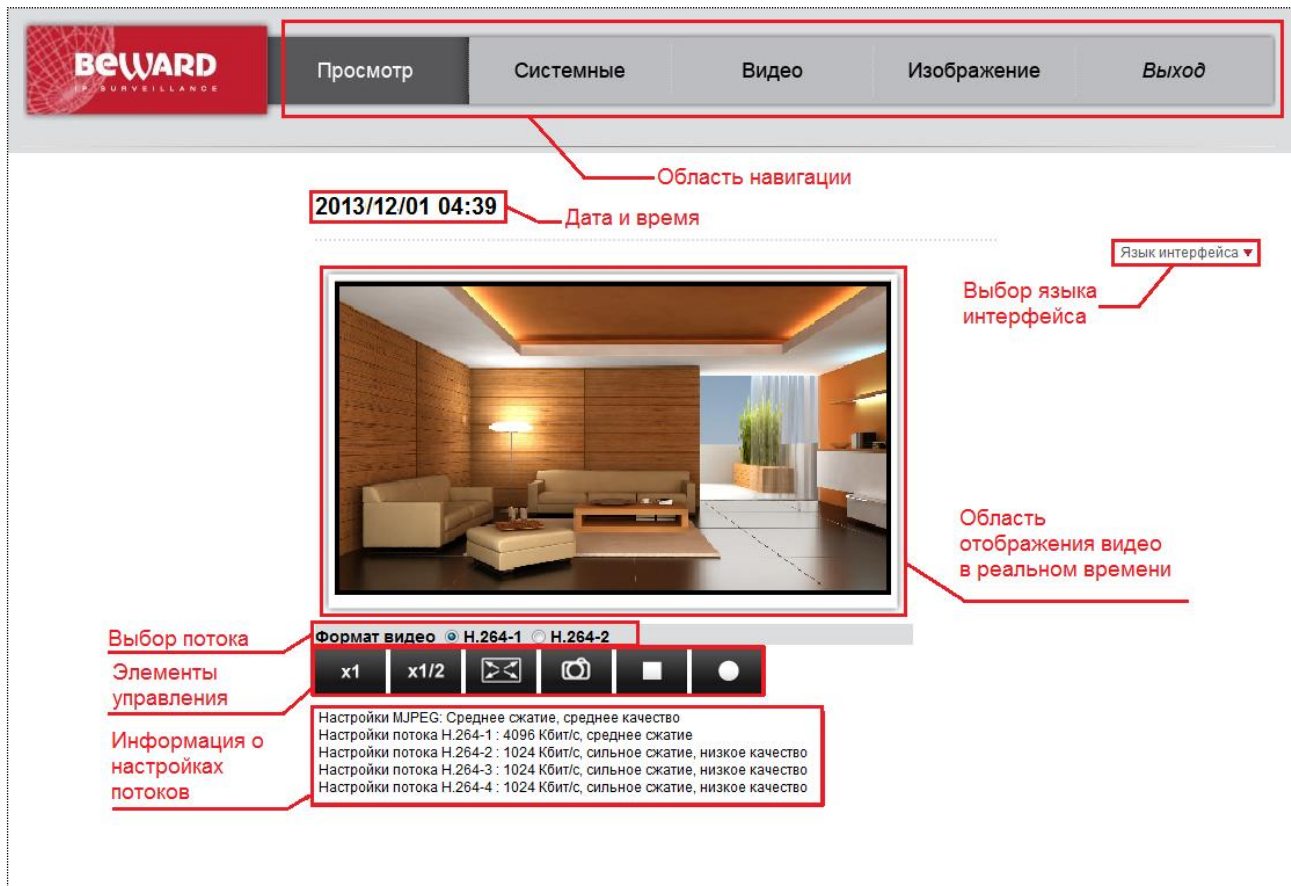 BEWARD
IP SURVEILLANCE
Просмотр
Системные
Видео
Изображение
Выход
Область навигации
2013/12/01 04:39
Дата и время
Язык интерфейса
Выбор языка
интерфейса
Область
отображения видео
в реальном времени
Выбор потока
Формат видео H.264-1 H.264-2
Элементы
управления
x1
x1/2
Информация о
настройках
потоков
Настройки MJPEG: Среднее сжатие, среднее качество
Настройки потока H.264-1 : 4096 Кбит/с, среднее сжатие
Настройки потока H.264-2 : 1024 Кбит/с, сильное сжатие, низкое качество
Настройки потока H.264-3 : 1024 Кбит/с, сильное сжатие, низкое качество
Настройки потока H.264-4 : 1024 Кбит/с, сильное сжатие, низкое качество